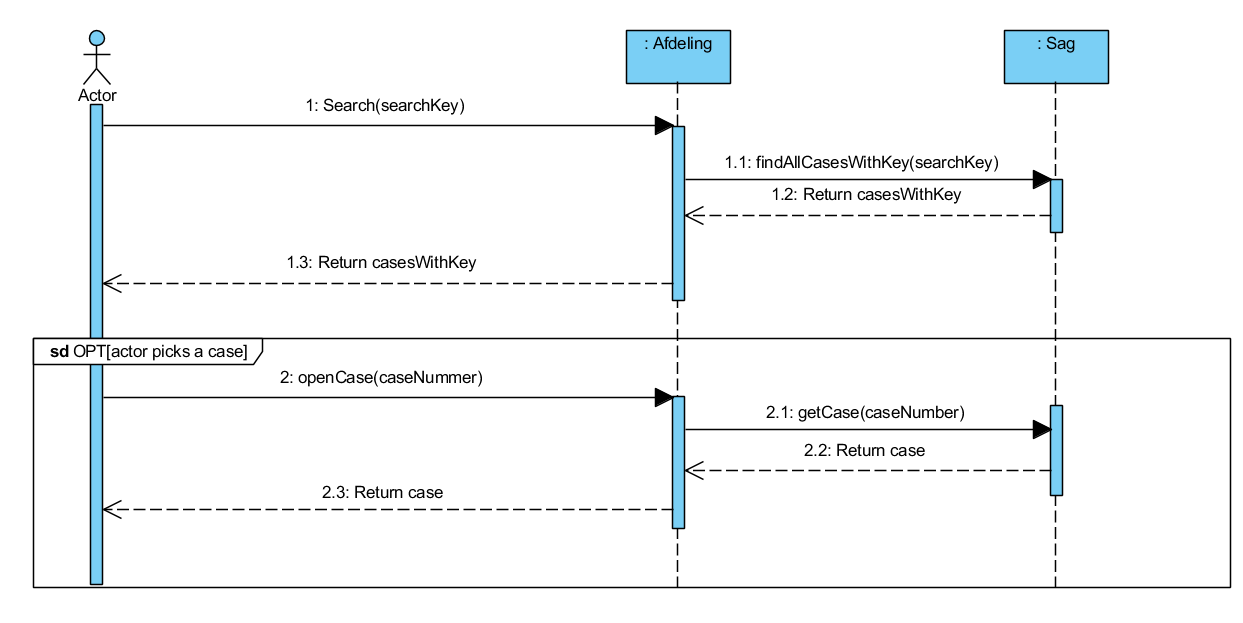 : Afdeling
: Sag
Actor
1: Search(searchKey)
1.1: findAllCasesWithKey(searchKey)
1.2: Return casesWithKey
1.3: Return casesWithKey
sd OPT[actor picks a case]
2: openCase(caseNummer)
2.1: getCase(caseNumber)
2.2: Return case
2.3: Return case